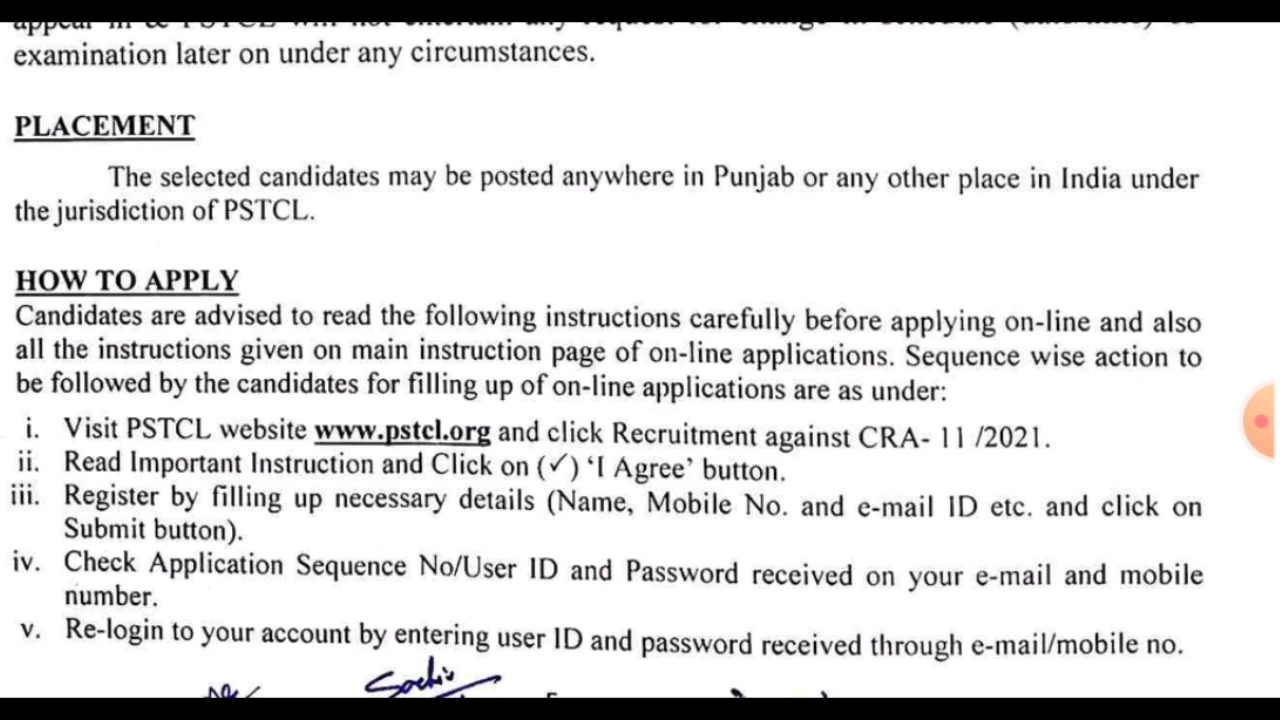 examination later on under any circumstances.
PLACEMENT
The selected candidates may be posted anywhere in Punjab or any other place in India under
the jurisdiction of PSTCL.
HOW TO APPLY
Candidates are advised to read the following instructions carefully before applying on-line and also
all the instructions given on main instruction page of on-line applications. Sequence wise action to
be followed by the candidates for filling up of on-line applications are as under:
i. Visit PSTCL website www.pstcl.org and click Recruitment against CRA- 11 /2021.
ii. Read Important Instruction and Click on (✓) ‘I Agree’ button.
iii. Register by filling up necessary details (Name, Mobile No. and e-mail ID etc. and click on
Submit button).
iv. Check Application Sequence No/User ID and Password received on your e-mail and mobile
number.
v. Re-login to your account by entering user ID and password received through e-mail/mobile no.